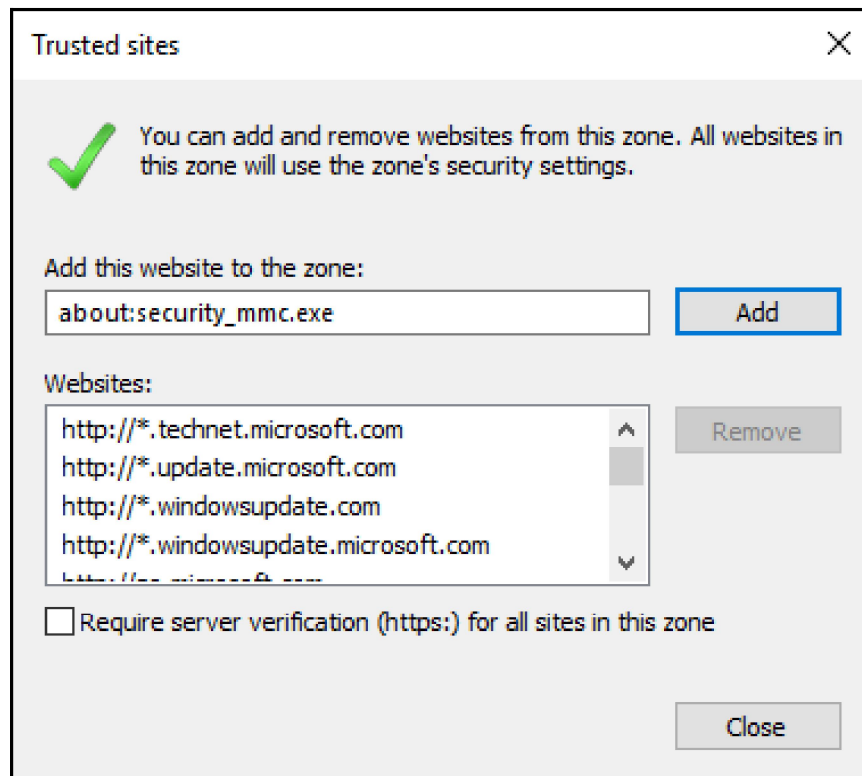 Trusted sites
You can add and remove websites from this zone. All websites in
this zone will use the zone's security settings.
Add this website to the zone:
about:security_mmc.exe
Add
Websites:
http://*.technet.microsoft.com
Remove
http://*.update.microsoft.com
http://*.windowsupdate.com
http://*.windowsupdate.microsoft.com
Require server verification (https:) for all sites in this zone
Close